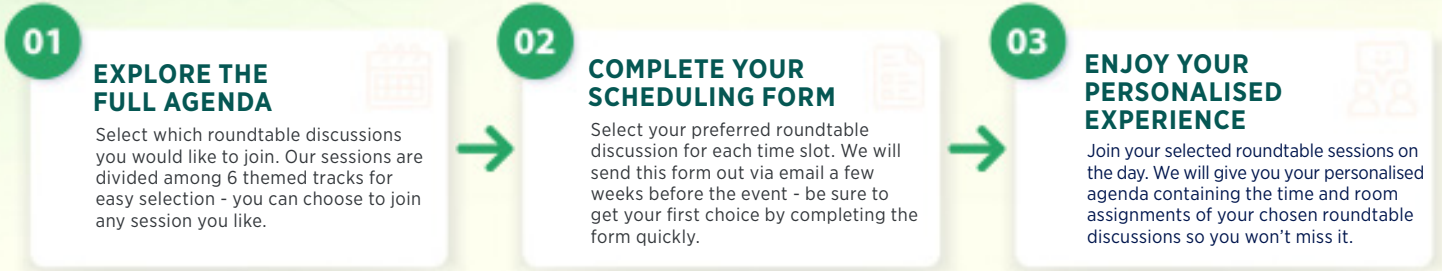 01
EXPLORE THE
FULL AGENDA
Select which roundtable discussions
you would like to join. Our sessions are
divided among 6 themed tracks for
easy selection - you can choose to join
any session you like.
02
COMPLETE YOUR
SCHEDULING FORM
Select your preferred roundtable
discussion for each time slot. We will
send this form out via email a few
weeks before the event - be sure to
get your first choice by completing the
form quickly.
03
ENJOY YOUR
PERSONALISED
EXPERIENCE
Join your selected roundtable sessions on
the day. We will give you your personalised
agenda containing the time and room
assignments of your chosen roundtable
discussions so you won’t miss it.